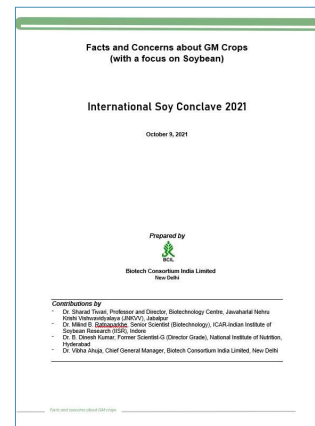 Facts and Concerns about GM Crops
(with a focus on Soybean)
International Soy Conclave 2021
October 9, 2021
Prepared by
BCIL
Biotech Consortium India Limited
New Delhi
Contributions by
- Dr. Sharad Tiwari, Professor and Director, Biotechnology Centre, Jawaharlal Nehru
Krishi Vishwavidyalaya (JNKVV), Jabalpur
- Dr. Milind B. Ratnaparkhe, Senior Scientist (Biotechnology), ICAR-Indian Institute of
Soybean Research (IISR), Indore
- Dr. B. Dinesh Kumar, Former Scientist-G (Director Grade), National Institute of Nutrition,
Hyderabad
- Dr. Vibha Ahuja, Chief General Manager, Biotech Consortium India Limited, New Delhi
Facts and concerns about GM crops